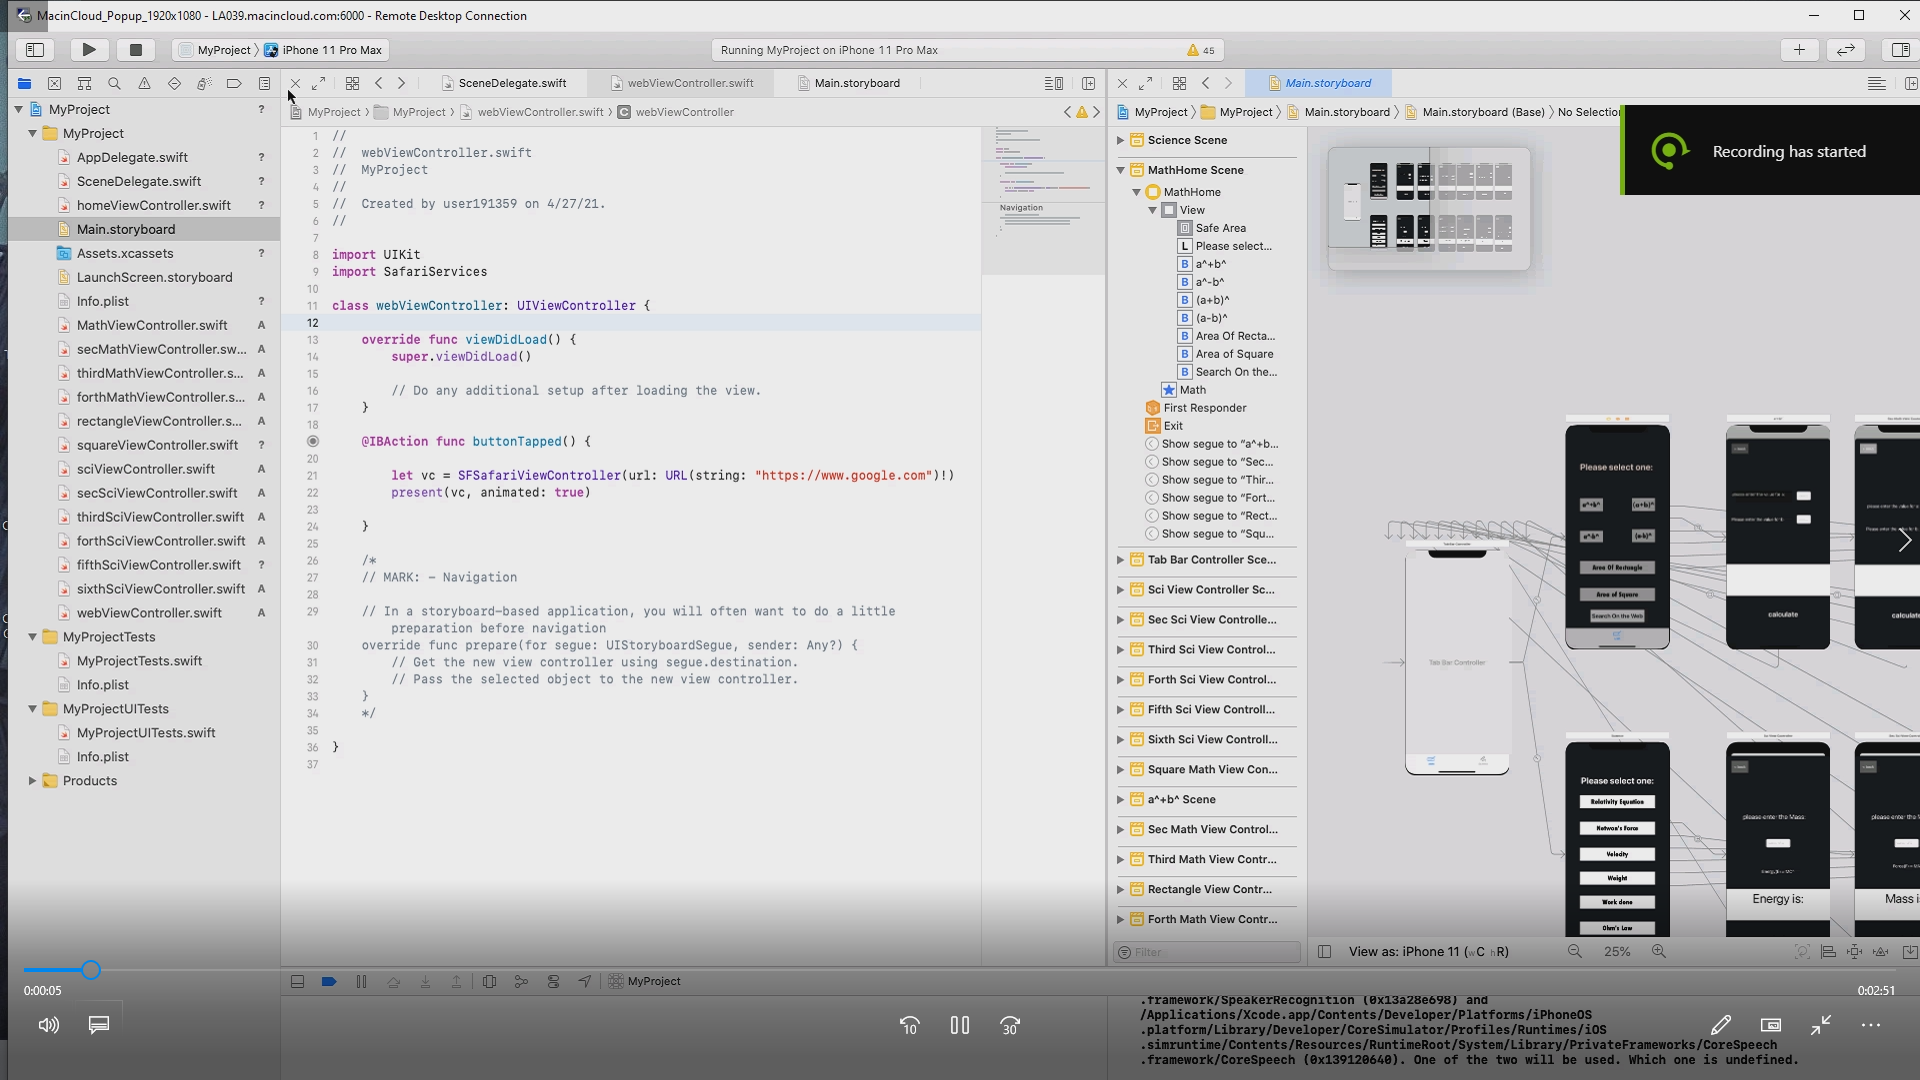 MacinCloud_Popup_1920x1080 - LA039.macincloud.com:6000 - Remote Desktop Connection
MyProject iPhone 11 Pro Max
Running MyProject on iPhone 11 Pro Max
45
SceneDelegate.swift
webViewController.swift
Main.storyboard
Main.storyboard
MyProject
MyProject
webViewController.swift
webViewController
MyProject
MyProject
Main.storyboard
Main.storyboard (Base)
No Selection
Recording has started
MyProject ?
MyProject
AppDelegate.swift ?
SceneDelegate.swift ?
homeViewController.swift ?
Main.storyboard
Assets.xcassets ?
LaunchScreen.storyboard
Info.plist ?
MathViewController.swift A
secMathViewController.sw... A
thirdMathViewController.s... A
forthMathViewController.s... A
rectangleViewController.s... A
squareViewController.swift ?
sciViewController.swift A
secSciViewController.swift A
thirdSciViewController.swift A
forthSciViewController.swift A
fifthSciViewController.swift ?
sixthSciViewController.swift A
webViewController.swift A
MyProjectTests
MyProjectTests.swift
Info.plist
MyProjectUITests
MyProjectUITests.swift
Info.plist
Products
1 //
2 // webViewController.swift
3 // MyProject
4 //
5 // Created by user191359 on 4/27/21.
6 //
7
8 import UIKit
9 import SafariServices
10
11 class webViewController: UIViewController {
12
13 override func viewDidLoad() {
14 super.viewDidLoad()
15
16 // Do any additional setup after loading the view.
17 }
18
@IBAction func buttonTapped() {
20
21 let vc = SFSafariViewController(url: URL(string: "https://www.google.com")!)
22 present(vc, animated: true)
23
24 }
25
26 /*
27 // MARK: - Navigation
28
29 // In a storyboard-based application, you will often want to do a little
preparation before navigation
30 override func prepare(for segue: UIStoryboardSegue, sender: Any?) {
31 // Get the new view controller using segue.destination.
32 // Pass the selected object to the new view controller.
33 }
34 */
35
36 }
37
Navigation
Science Scene
MathHome Scene
MathHome
View
Safe Area
L Please select...
B a^+b^
B a^-b^
B (a+b)^
B (a-b)^
B Area Of Recta...
B Area of Square
B Search On the...
Math
First Responder
Exit
Show segue to “a^+b...
Show segue to “Sec...
Show segue to “Thir...
Show segue to “Fort...
Show segue to “Rect...
Show segue to “Squ...
Tab Bar Controller Sce...
Sci View Controller Sc...
Sec Sci View Controlle...
Third Sci View Control...
Forth Sci View Control...
Fifth Sci View Controll...
Sixth Sci View Controll...
Square Math View Con...
a^+b^ Scene
Sec Math View Control...
Third Math View Contr...
Rectangle View Contr...
Forth Math View Contr...
Filter
Please select one:
a^+b^ (a+b)^
a^-b^ (a-b)^
Area Of Rectangle
Area of Square
Search On the Web
calculate
calculate
Tab Bar Controller
Please select one:
Relativity Equation
Netwon's Force
Velocity
Weight
Work done
Ohm's Law
please enter the Mass:
Energy is:
Mass i
View as: iPhone 11 (wC hR)
25%
MyProject
0:00:05
0:02:51
10
30
.framework/SpeakerRecognition (0x13a28e698) and
/Applications/Xcode.app/Contents/Developer/Platforms/iPhoneOS
.platform/Library/Developer/CoreSimulator/Profiles/Runtimes/iOS
.simruntime/Contents/Resources/RuntimeRoot/System/Library/PrivateFrameworks/CoreSpeech
.framework/CoreSpeech (0x139120640). One of the two will be used. Which one is undefined.